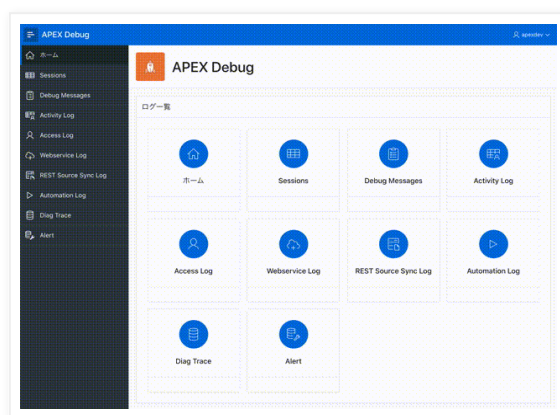 APEX Debug
apexdev
ホーム
Sessions
Debug Messages
Activity Log
Access Log
Webservice Log
REST Source Sync Log
Automation Log
Diag Trace
Alert
APEX Debug
ログ一覧
ホーム
Sessions
Debug Messages
Activity Log
Access Log
Webservice Log
REST Source Sync Log
Automation Log
Diag Trace
Alert